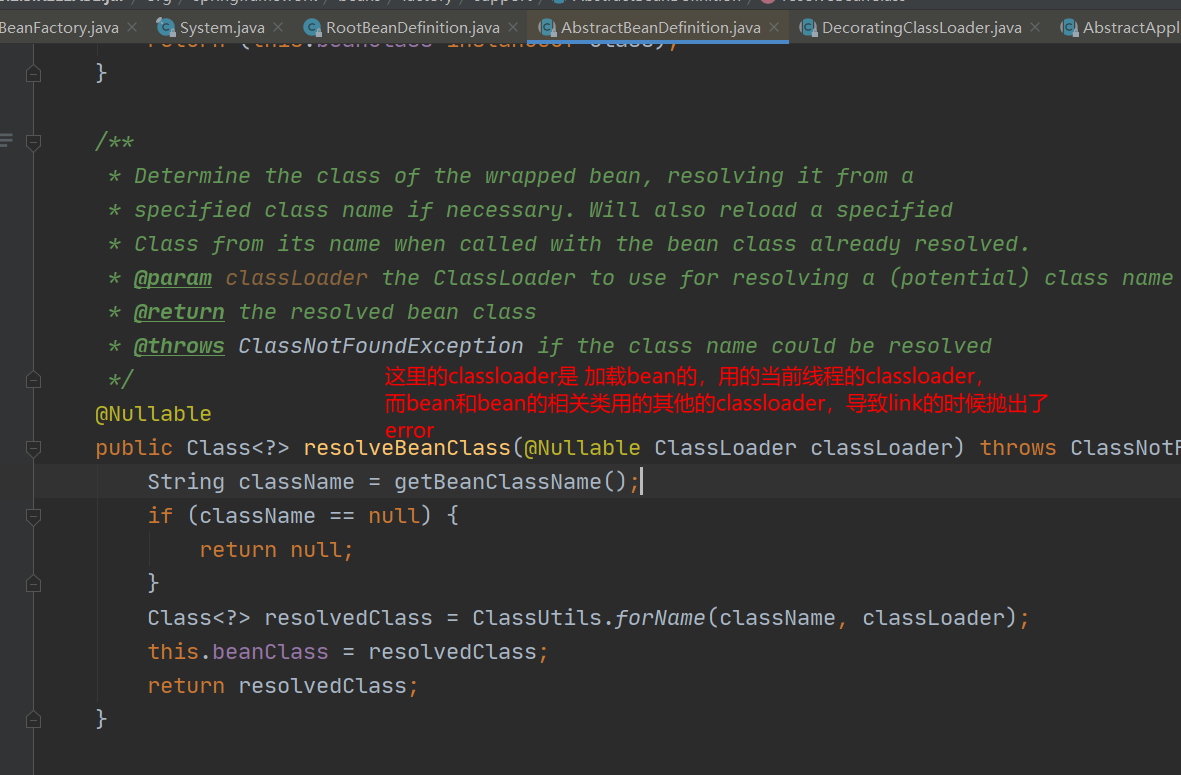 BeanFactory.java × System.java × RootBeanDefinition.java × AbstractBeanDefinition.java × DecoratingClassLoader.java × AbstractAppl
}
/**
* Determine the class of the wrapped bean, resolving it from a
* specified class name if necessary. Will also reload a specified
* Class from its name when called with the bean class already resolved.
* @param classLoader the ClassLoader to use for resolving a (potential) class name
* @return the resolved bean class
* @throws ClassNotFoundException if the class name could be resolved
*/
这里的classloader是 加载bean的，用的当前线程的classloader，
而bean和bean的相关类用的其他的classloader，导致link的时候抛出了
error
@Nullable
public Class<?> resolveBeanClass(@Nullable ClassLoader classLoader) throws ClassNotF
String className = getBeanClassName();
if (className == null) {
return null;
}
Class<?> resolvedClass = ClassUtils.forName(className, classLoader);
this.beanClass = resolvedClass;
return resolvedClass;
}